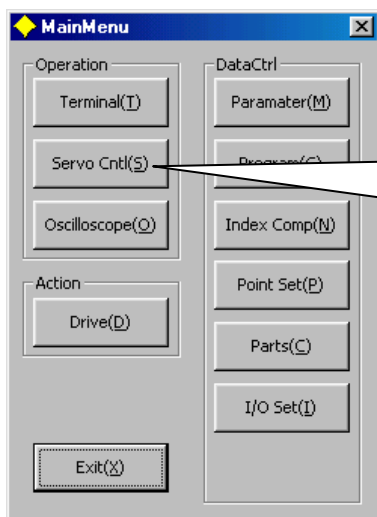 MainMenu
Operation
Terminal(T)
Servo Cntl(S)
Oscilloscope(O)
Action
Drive(D)
Exit(X)
DataCtrl
Paramater(M)
Index Comp(N)
Point Set(P)
Parts(C)
I/O Set(I)